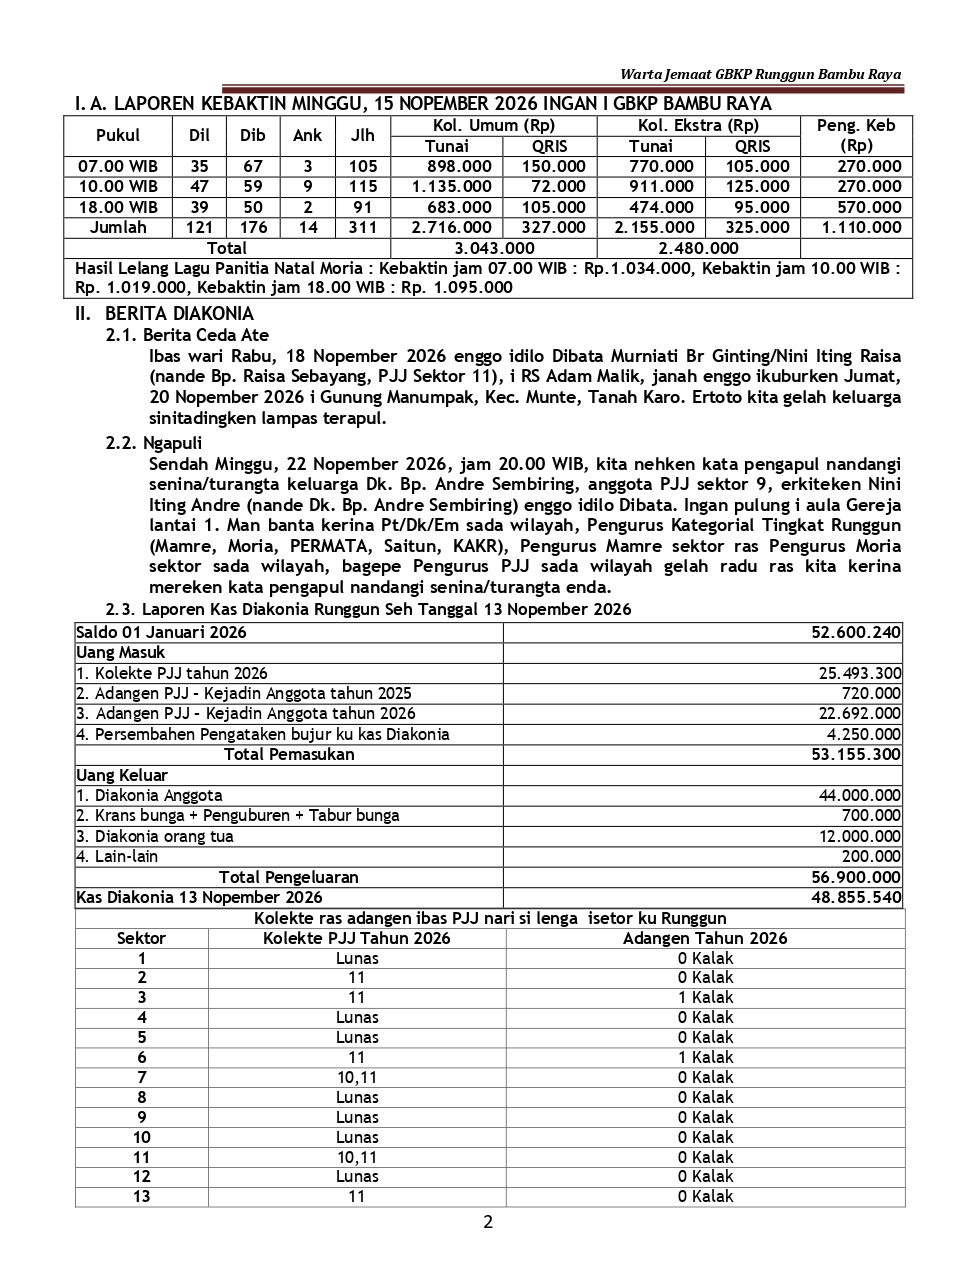 Warta Jemaat GBKP Runggun Bambu Raya
I. A. LAPOREN KEBAKTIN MINGGU, 15 NOPEMBER 2026 INGAN I GBKP BAMBU RAYA
Pukul Dil Dib Ank Jlh Kol. Umum (Rp) Kol. Ekstra (Rp) Peng. Keb (Rp)
Tunai QRIS Tunai QRIS
07.00 WIB 35 67 3 105 898.000 150.000 770.000 105.000 270.000
10.00 WIB 47 59 9 115 1.135.000 72.000 911.000 125.000 270.000
18.00 WIB 39 50 2 91 683.000 105.000 474.000 95.000 570.000
Jumlah 121 176 14 311 2.716.000 327.000 2.155.000 325.000 1.110.000
Total 3.043.000 2.480.000
Hasil Lelang Lagu Panitia Natal Moria : Kebaktin jam 07.00 WIB : Rp.1.034.000, Kebaktin jam 10.00 WIB :
Rp. 1.019.000, Kebaktin jam 18.00 WIB : Rp. 1.095.000
II. BERITA DIAKONIA
2.1. Berita Ceda Ate
Ibas wari Rabu, 18 Nopember 2026 enggo idilo Dibata Murniati Br Ginting/Nini Iting Raisa
(nande Bp. Raisa Sebayang, PJJ Sektor 11), i RS Adam Malik, janah enggo ikuburken Jumat,
20 Nopember 2026 i Gunung Manumpak, Kec. Munte, Tanah Karo. Ertoto kita gelah keluarga
sinitadingken lampas terapul.
2.2. Ngapuli
Sendah Minggu, 22 Nopember 2026, jam 20.00 WIB, kita nehken kata pengapul nandangi
senina/turangta keluarga Dk. Bp. Andre Sembiring, anggota PJJ sektor 9, erkiteken Nini
Iting Andre (nande Dk. Bp. Andre Sembiring) enggo idilo Dibata. Ingan pulung i aula Gereja
lantai 1. Man banta kerina Pt/Dk/Em sada wilayah, Pengurus Kategorial Tingkat Runggun
(Mamre, Moria, PERMATA, Saitun, KAKR), Pengurus Mamre sektor ras Pengurus Moria
sektor sada wilayah, bagepe Pengurus PJJ sada wilayah gelah radu ras kita kerina
mereken kata pengapul nandangi senina/turangta enda.
2.3. Laporen Kas Diakonia Runggun Seh Tanggal 13 Nopember 2026
Saldo 01 Januari 2026 52.600.240
Uang Masuk
1. Kolekte PJJ tahun 2026 25.493.300
2. Adangen PJJ – Kejadin Anggota tahun 2025 720.000
3. Adangen PJJ – Kejadin Anggota tahun 2026 22.692.000
4. Persembahen Pengataken bujur ku kas Diakonia 4.250.000
Total Pemasukan 53.155.300
Uang Keluar
1. Diakonia Anggota 44.000.000
2. Krans bunga + Penguburen + Tabur bunga 700.000
3. Diakonia orang tua 12.000.000
4. Lain-lain 200.000
Total Pengeluaran 56.900.000
Kas Diakonia 13 Nopember 2026 48.855.540
Kolekte ras adangen ibas PJJ nari si lenga isetor ku Runggun
Sektor Kolekte PJJ Tahun 2026 Adangen Tahun 2026
1 Lunas 0 Kalak
2 11 0 Kalak
3 11 1 Kalak
4 Lunas 0 Kalak
5 Lunas 0 Kalak
6 11 1 Kalak
7 10,11 0 Kalak
8 Lunas 0 Kalak
9 Lunas 0 Kalak
10 Lunas 0 Kalak
11 10,11 0 Kalak
12 Lunas 0 Kalak
13 11 0 Kalak
2